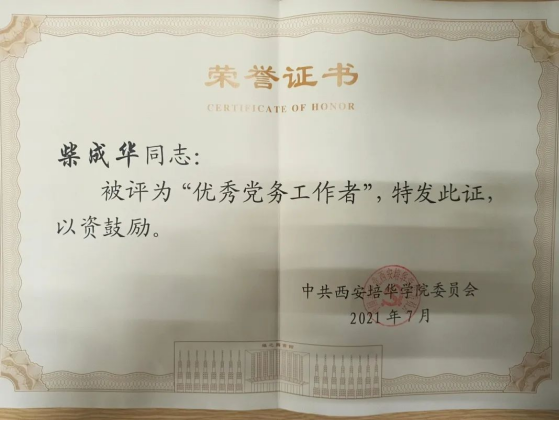 荣誉证书
CERTIFICATE OF HONOR
柴成华同志：
被评为“优秀党务工作者”，特发此证，
以资鼓励。
中共西安培华学院委员会
2021年7月